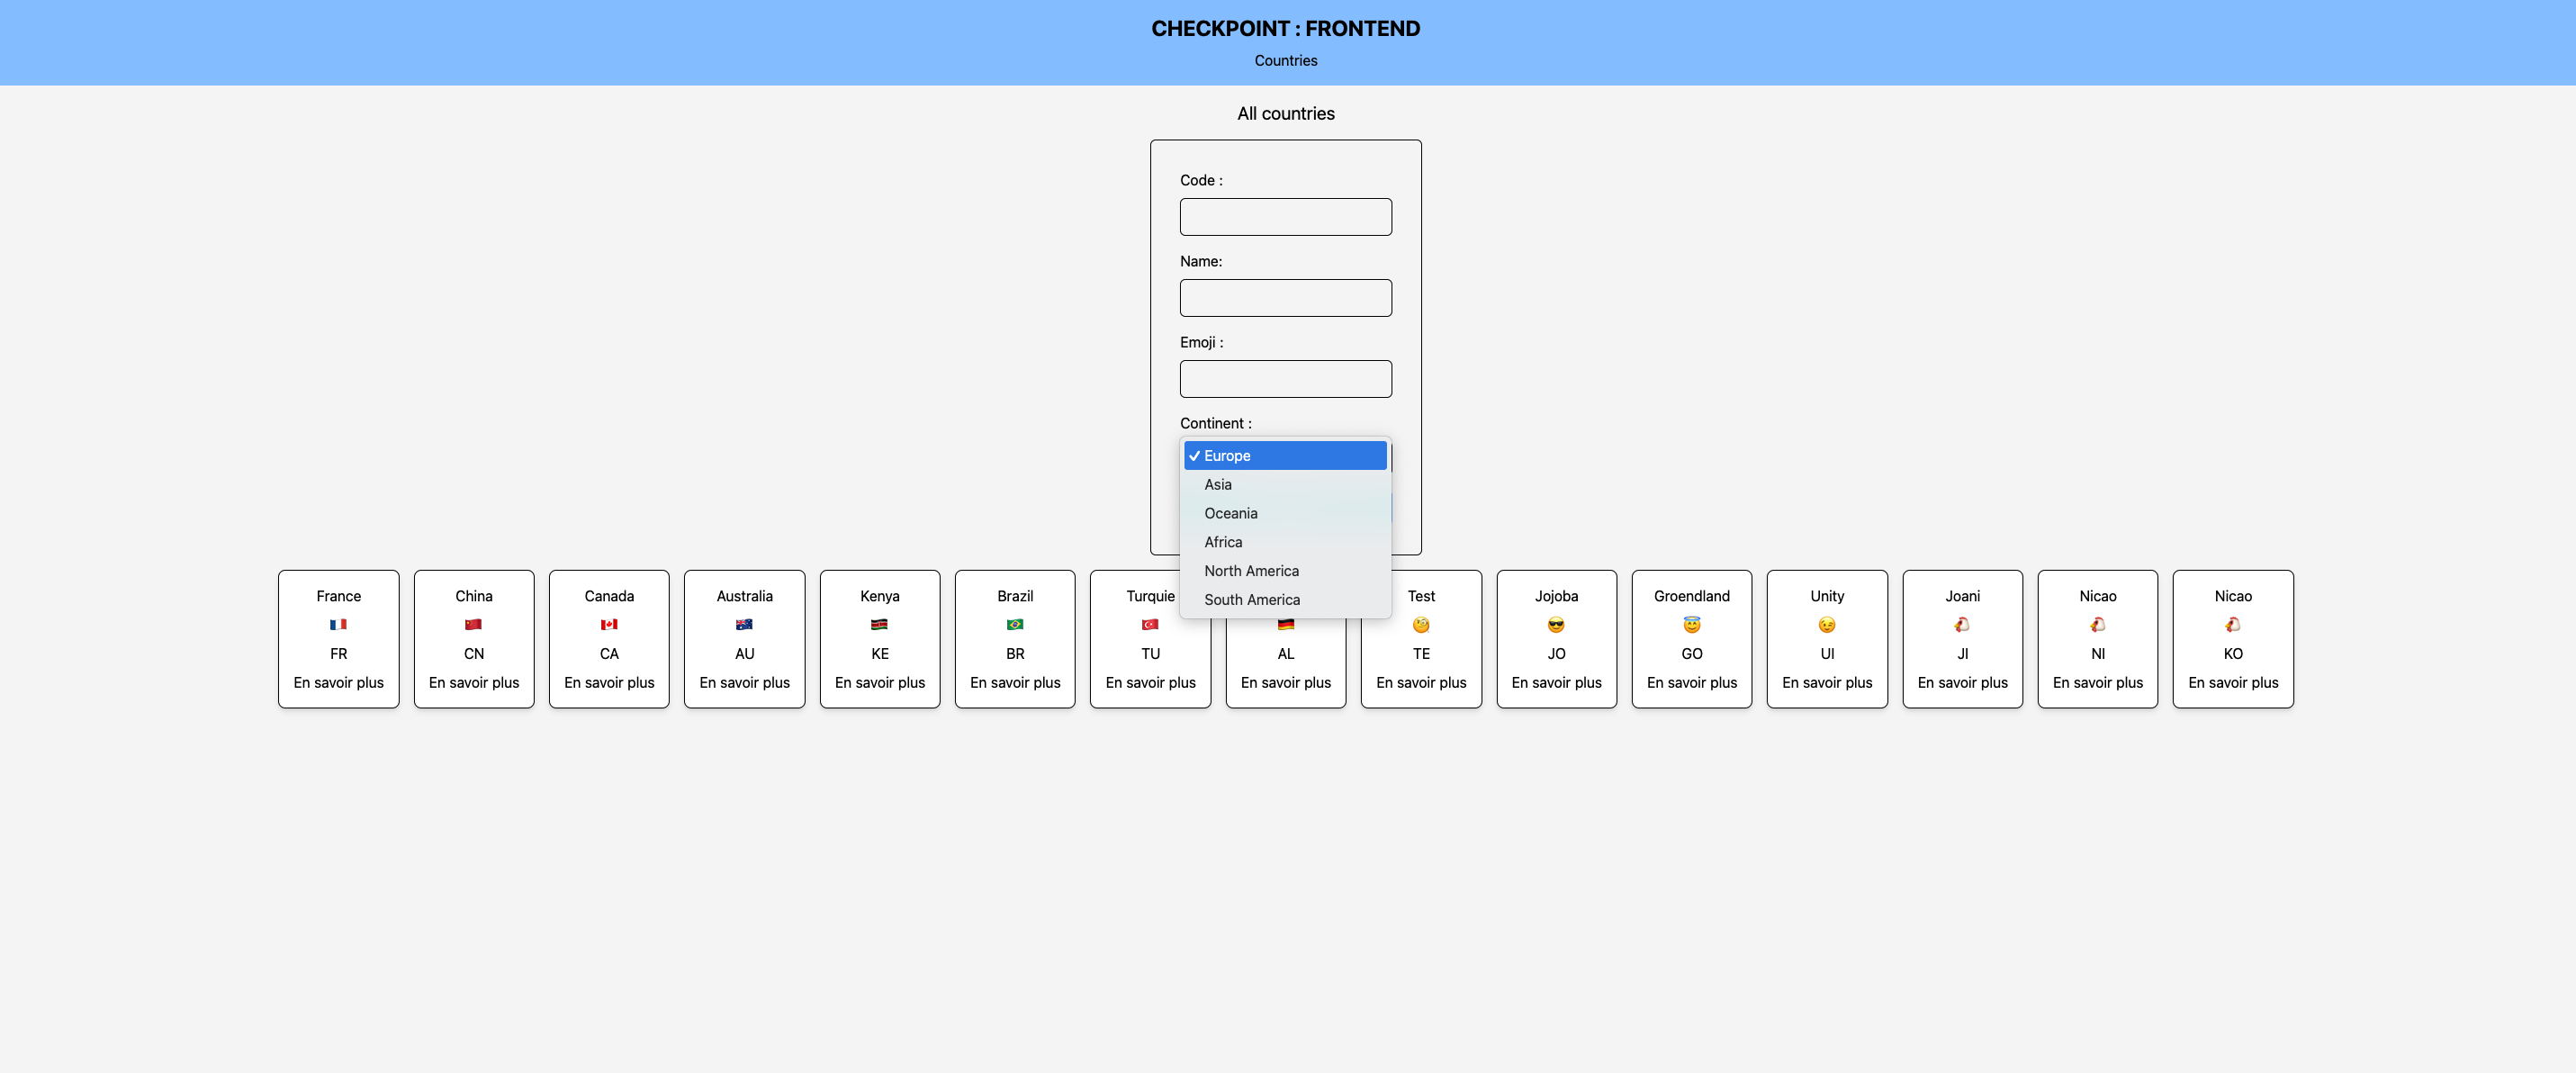 CHECKPOINT : FRONTEND
Countries
All countries
Code :
Name:
Emoji :
Continent :
✓ Europe
Asia
Oceania
Africa
North America
South America
France China Canada Australia Kenya Brazil Turquie Test Jojoba Groendland Unity Joani Nicao Nicao
FR CN CA AU KE BR TU AL TE JO GO UI JI NI KO
En savoir plus En savoir plus En savoir plus En savoir plus En savoir plus En savoir plus En savoir plus En savoir plus En savoir plus En savoir plus En savoir plus En savoir plus En savoir plus En savoir plus En savoir plus